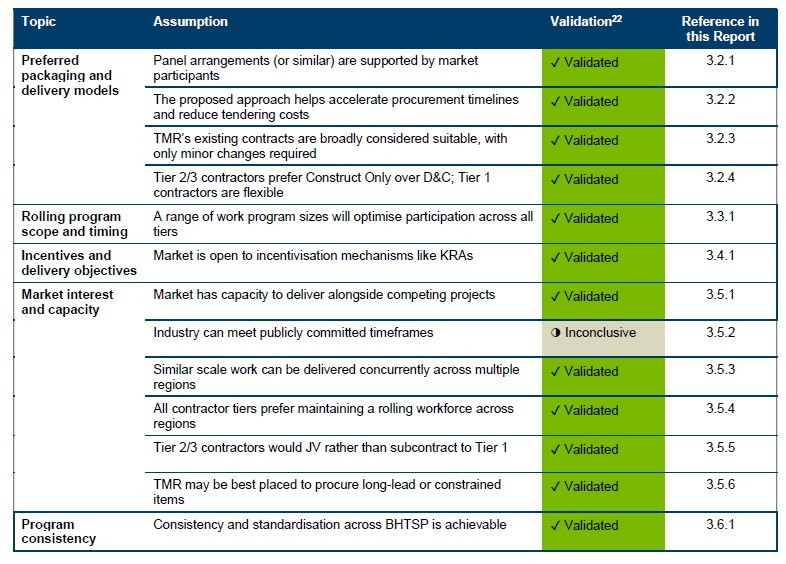 Topic Assumption Validation22 Reference in
this Report
Preferred
packaging and
delivery models
Panel arrangements (or similar) are supported by market
participants
✓ Validated 3.2.1
The proposed approach helps accelerate procurement timelines
and reduce tendering costs
✓ Validated 3.2.2
TMR's existing contracts are broadly considered suitable, with
only minor changes required
✓ Validated 3.2.3
Tier 2/3 contractors prefer Construct Only over D&C; Tier 1
contractors are flexible
✓ Validated 3.2.4
Rolling program
scope and timing
A range of work program sizes will optimise participation across all
tiers
✓ Validated 3.3.1
Incentives and
delivery objectives
Market is open to incentivisation mechanisms like KRAs ✓ Validated 3.4.1
Market interest
and capacity
Market has capacity to deliver alongside competing projects ✓ Validated 3.5.1
Industry can meet publicly committed timeframes ◑ Inconclusive 3.5.2
Similar scale work can be delivered concurrently across multiple
regions
✓ Validated 3.5.3
All contractor tiers prefer maintaining a rolling workforce across
regions
✓ Validated 3.5.4
Tier 2/3 contractors would JV rather than subcontract to Tier 1 ✓ Validated 3.5.5
TMR may be best placed to procure long-lead or constrained
items
✓ Validated 3.5.6
Program
consistency
Consistency and standardisation across BHTSP is achievable ✓ Validated 3.6.1